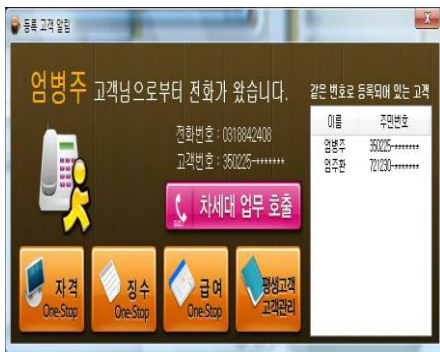 등록 고객 알림
엄병주 고객님으로부터 전화가 왔습니다.
전화번호 : 0318842408
고객번호 : 350225-*******
차세대 업무 호출
자격
One-Stop
징수
One-Stop
급여
One-Stop
평생고객
고객관리
같은 번호로 등록되어 있는 고객
이름 주민번호
엄병주 350225-*******
엄주환 721230-*******